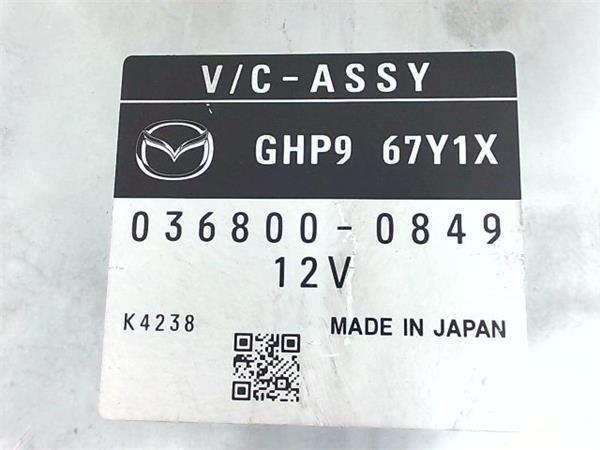 V/C-ASSY
GHP9 67Y1X
036800-0849
12V
K4238
MADE IN JAPAN